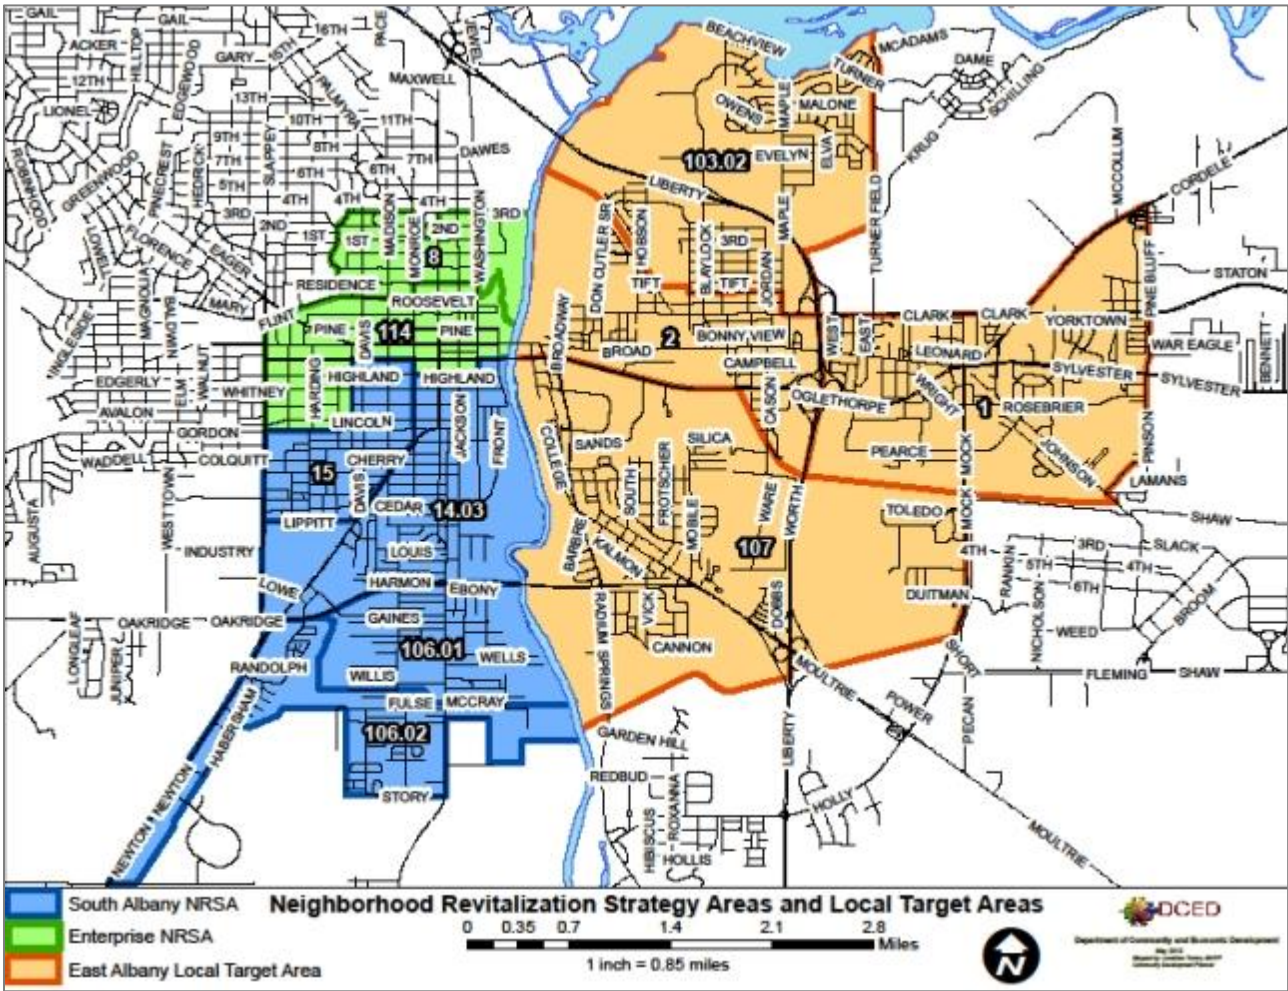 GAIL
GAIL
16TH
PACE
JEWEL
BEACHVIEW
MCADAMS
ACKER
HILLTOP
EDGEWOOD
GARY
15TH
MAXWELL
TURNER
DAME
12TH
PALMYRA
SCHILLING
LIONEL
13TH
OWENS
MAPLE
MALONE
10TH
11TH
KRUG
ROBINHOOD
GREENWOOD
PINECREST
HEDRICK
9TH
SLAPPEY
8TH
7TH
7TH
DAWES
103.02
EVELYN
ELVA
MCCOLLUM
5TH
6TH
6TH
LIBERTY
CORDELE
3RD
4TH
4TH
MADISON
4TH
3RD
LOWELL
FLORENCE
2ND
1ST
1ST
MONROE
2ND
WASHINGTON
DON CUTLER SR
HOBSON
BLAYLOCK
3RD
MAPLE
TURNER FIELD
EAGER
8
PINE BLUFF
STATON
MAGNOLIA
BALDWIN
MARY
RESIDENCE
TIFT
TIFT
JORDAN
FLINT
ROOSEVELT
CLARK
CLARK
YORKTOWN
INGLESIDE
PINE
DAVIS
114
PINE
BROADWAY
2
BONNY VIEW
WEST
EAST
WAR EAGLE
BENNETT
BROAD
CAMPBELL
LEONARD
EDGERLY
ELM
WALNUT
WHITNEY
HARDING
HIGHLAND
HIGHLAND
SYLVESTER
SYLVESTER
CASON
OGLETHORPE
WRIGHT
1
ROSEBRIER
AVALON
LINCOLN
JACKSON
FRONT
COLLEGE
GORDON
SANDS
SILICA
PEARCE
MOCK
JOHNSON
PINSON
WADDELL
COLQUITT
CHERRY
LAMANS
AUGUSTA
WESTTOWN
15
DAVIS
CEDAR
14.03
SOUTH
FROTSCHER
MOBILE
WARE
WORTH
TOLEDO
MOCK
SHAW
LIPPITT
INDUSTRY
LOUIS
BARBRE
KALMON
107
4TH
RANKIN
3RD
SLACK
5TH
4TH
LOWE
HARMON
EBONY
6TH
DUITMAN
NICHOLSON
BROOM
LONGLEAF
JUNIPER
OAKRIDGE
OAKRIDGE
GAINES
RADIUM SPRINGS
VICK
DOBBS
WEED
106.01
CANNON
RANDOLPH
WELLS
MOULTRIE
SHORT
FLEMING
SHAW
WILLIS
HABERSHAM
FULSE
MCCRAY
POWER
PECAN
106.02
GARDEN HILL
LIBERTY
NEWTON
NEWTON
STORY
REDBUD
HOLLY
HIBISCUS
ROXANNA
HOLLIS
MOULTRIE
South Albany NRSA
Enterprise NRSA
East Albany Local Target Area
Neighborhood Revitalization Strategy Areas and Local Target Areas
0 0.35 0.7 1.4 2.1 2.8
Miles
1 inch = 0.85 miles
N
DCED
Department of Community and Economic Development